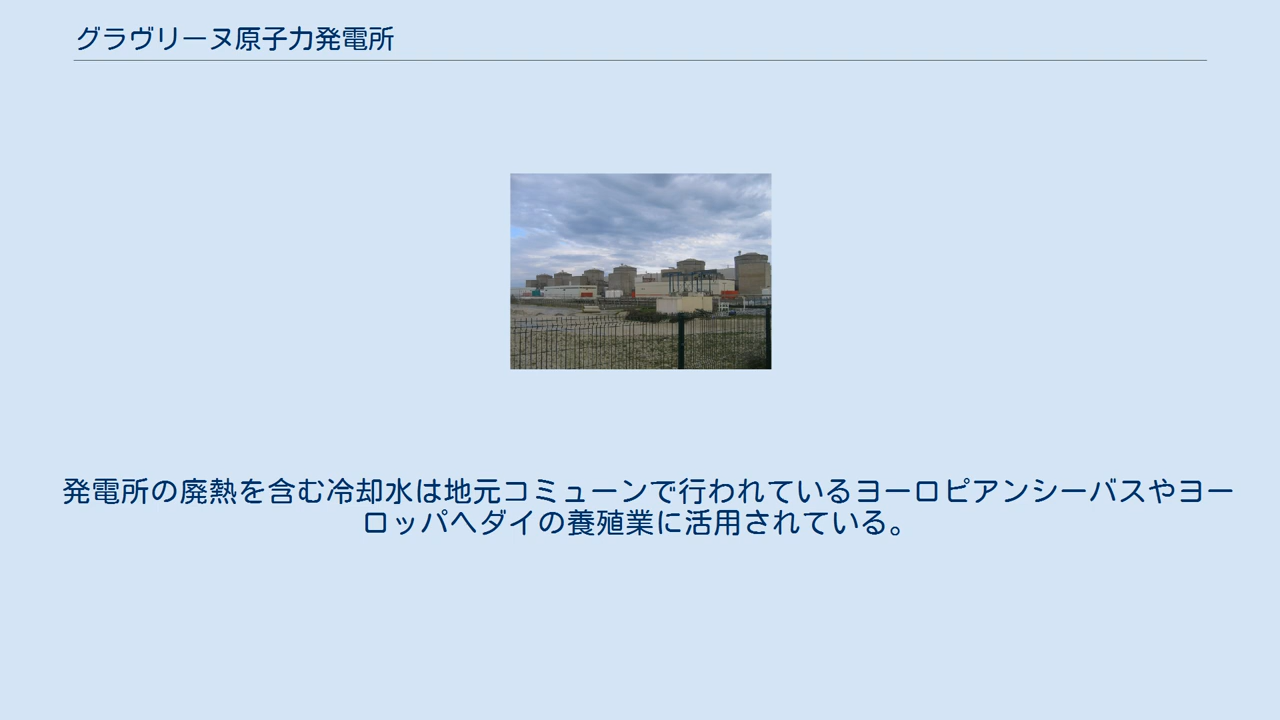 グラヴリーヌ原子力発電所
発電所の廃熱を含む冷却水は地元コミューンで行われているヨーロピアンシーバスやヨー
ロッパヘダイの養殖業に活用されている。